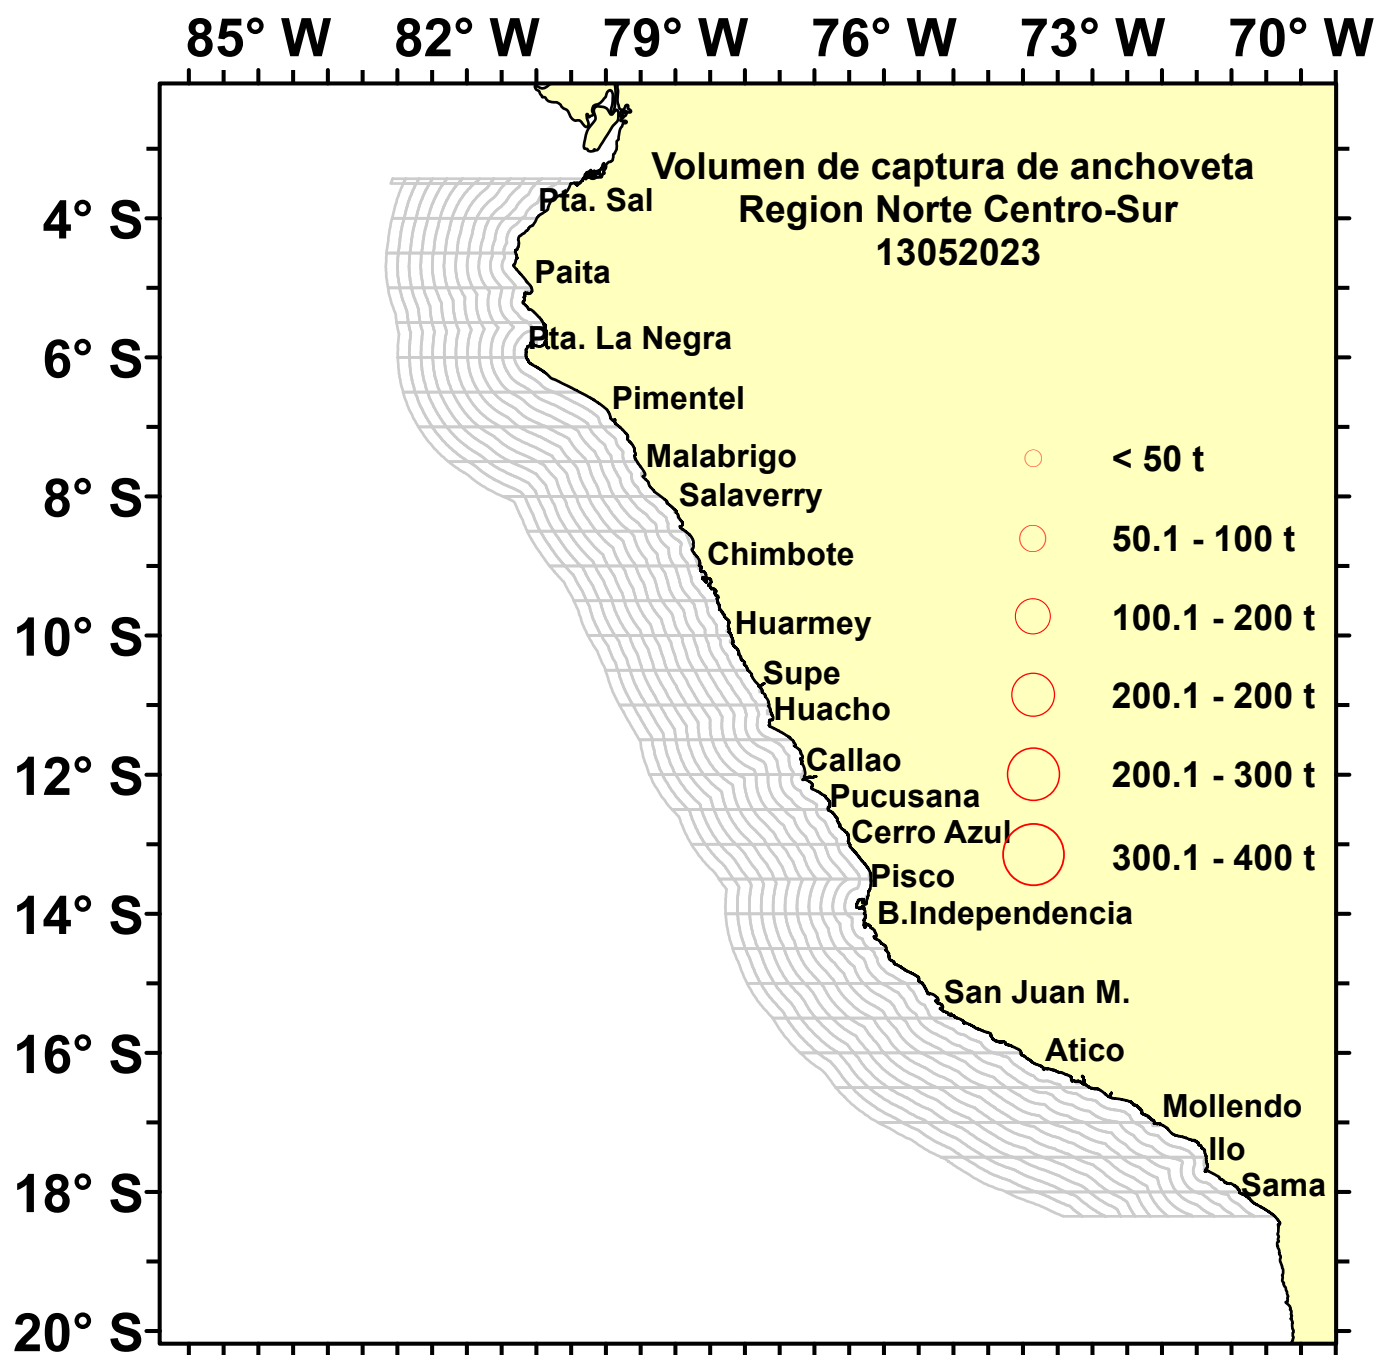 85° W 82° W 79° W 76° W 73° W 70° W
Volumen de captura de anchoveta
Region Norte Centro-Sur
13052023
Pta. Sal
4° S
Paita
Pta. La Negra
6° S
Pimentel
Malabrigo
< 50 t
Salaverry
8° S
50.1 - 100 t
Chimbote
100.1 - 200 t
Huarmey
10° S
Supe
200.1 - 200 t
Huacho
Callao
12° S
200.1 - 300 t
Pucusana
Cerro Azul
300.1 - 400 t
Pisco
14° S
B.Independencia
San Juan M.
Atico
16° S
Mollendo
Ilo
Sama
18° S
20° S